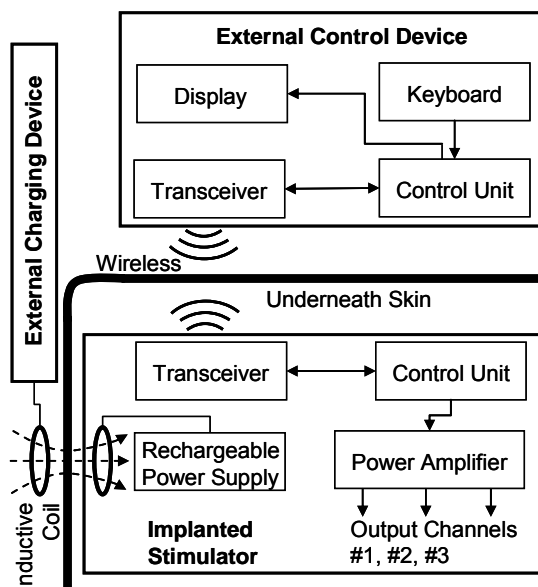 External Control Device
Display
Keyboard
Transceiver
Control Unit
External Charging Device
Wireless
Underneath Skin
Transceiver
Control Unit
Rechargeable
Power Supply
Power Amplifier
Implanted
Stimulator
Output Channels
#1, #2, #3
nductive
Coil